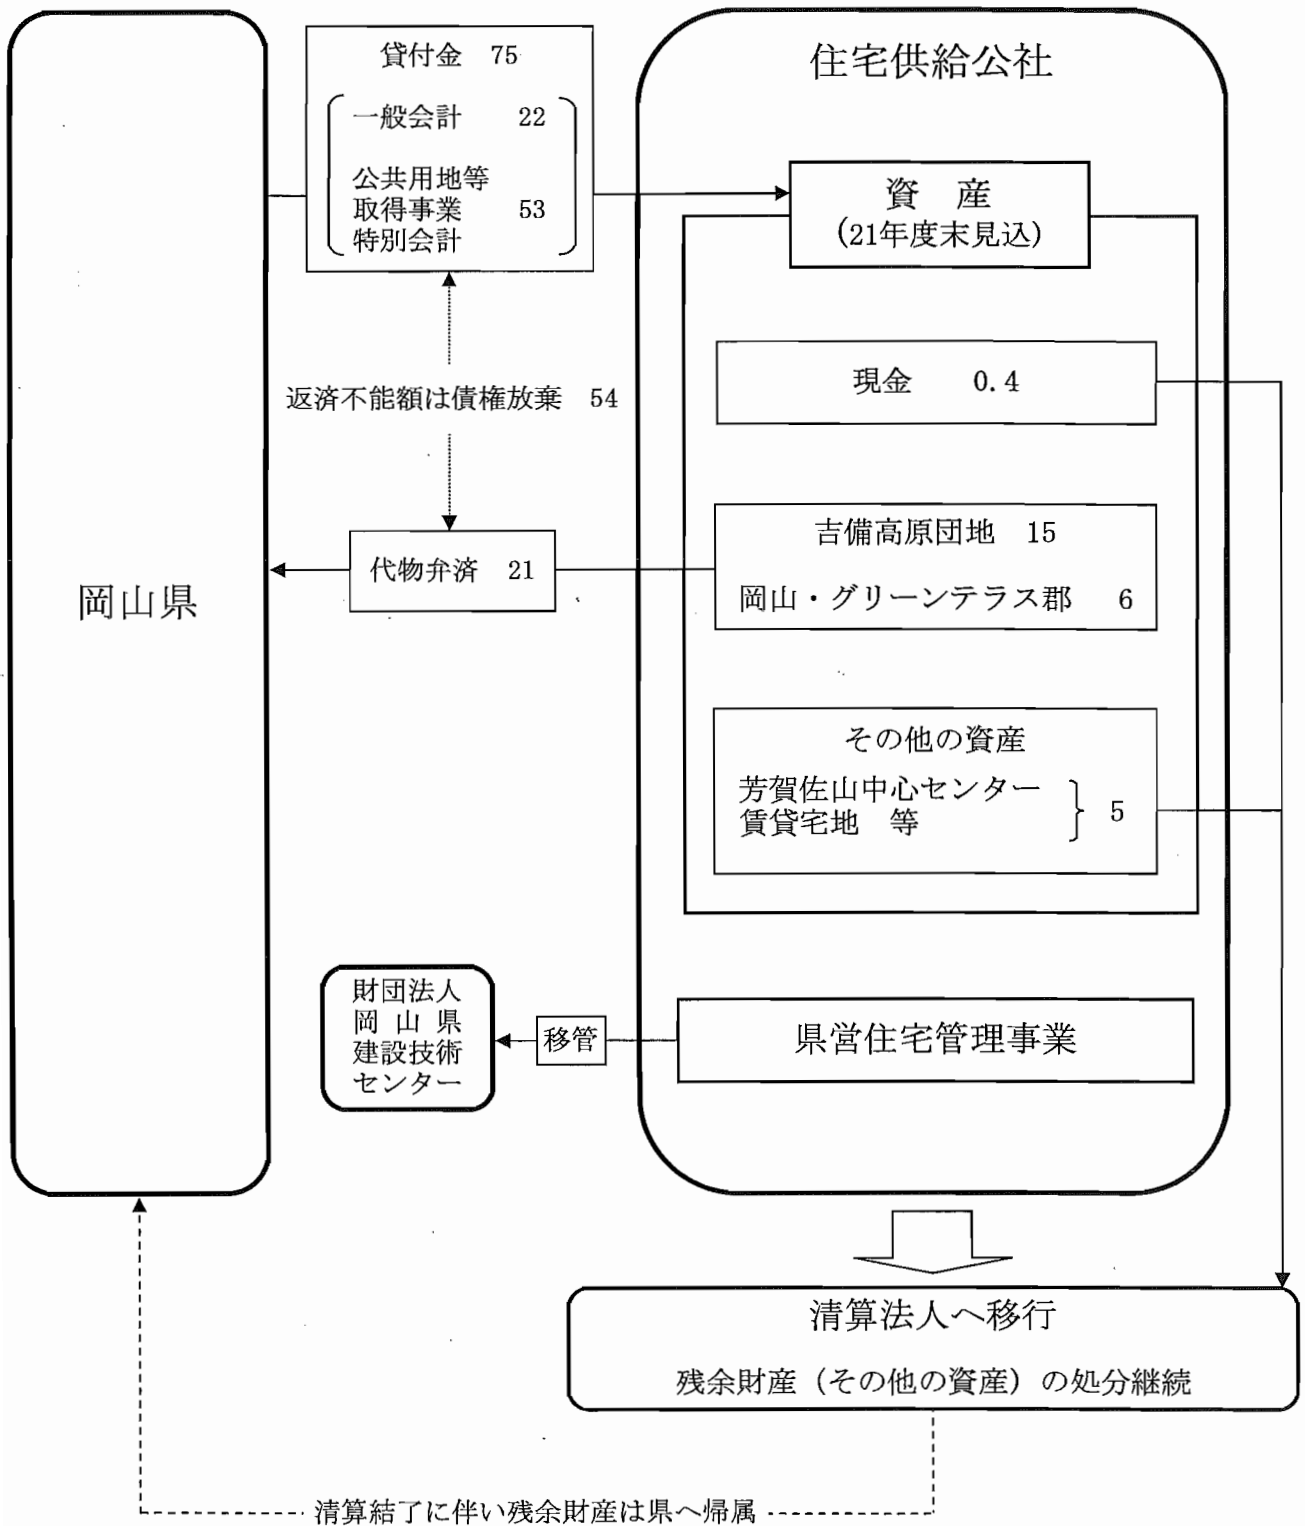 岡山県
貸付金 75
一般会計 22
公共用地等
取得事業 53
特別会計
返済不能額は債権放棄 54
代物弁済 21
住宅供給公社
資 産
(21年度末見込)
現金 0.4
吉備高原団地 15
岡山・グリーンテラス郡 6
その他の資産
芳賀佐山中心センター
賃貸宅地 等
5
財団法人
岡 山 県
建設技術
センター
移管
県営住宅管理事業
清算法人へ移行
残余財産(その他の資産)の処分継続
清算結了に伴い残余財産は県へ帰属